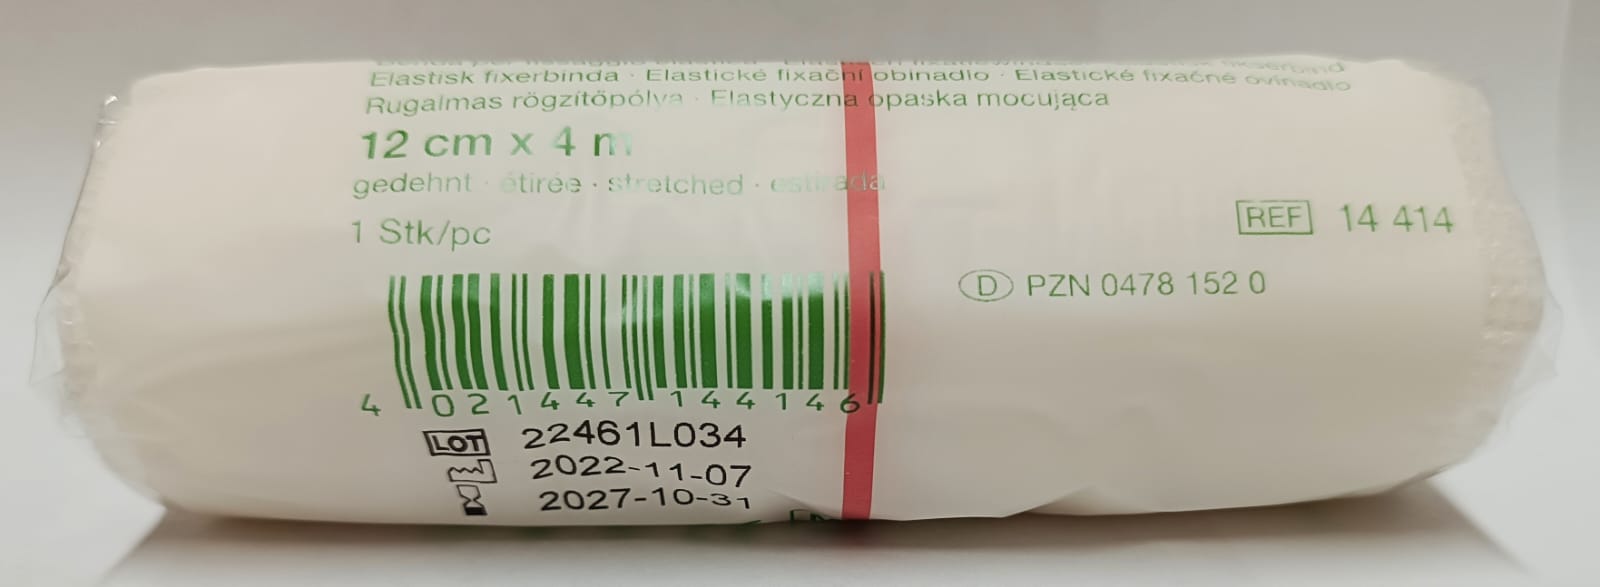 Elastisk fixerbinda · Elastické fixační obinadlo · Elastické fixačné ovínadlo
Rugalmas rögzítőpólya · Elastyczna opaska mocująca
12 cm x 4 m
gedehnt · étirée · stretched · estirada
1 Stk/pc
REF 14 414
D PZN 0478 152 0
4 021447 144146
LOT 22461L034
2022-11-07
2027-10-31